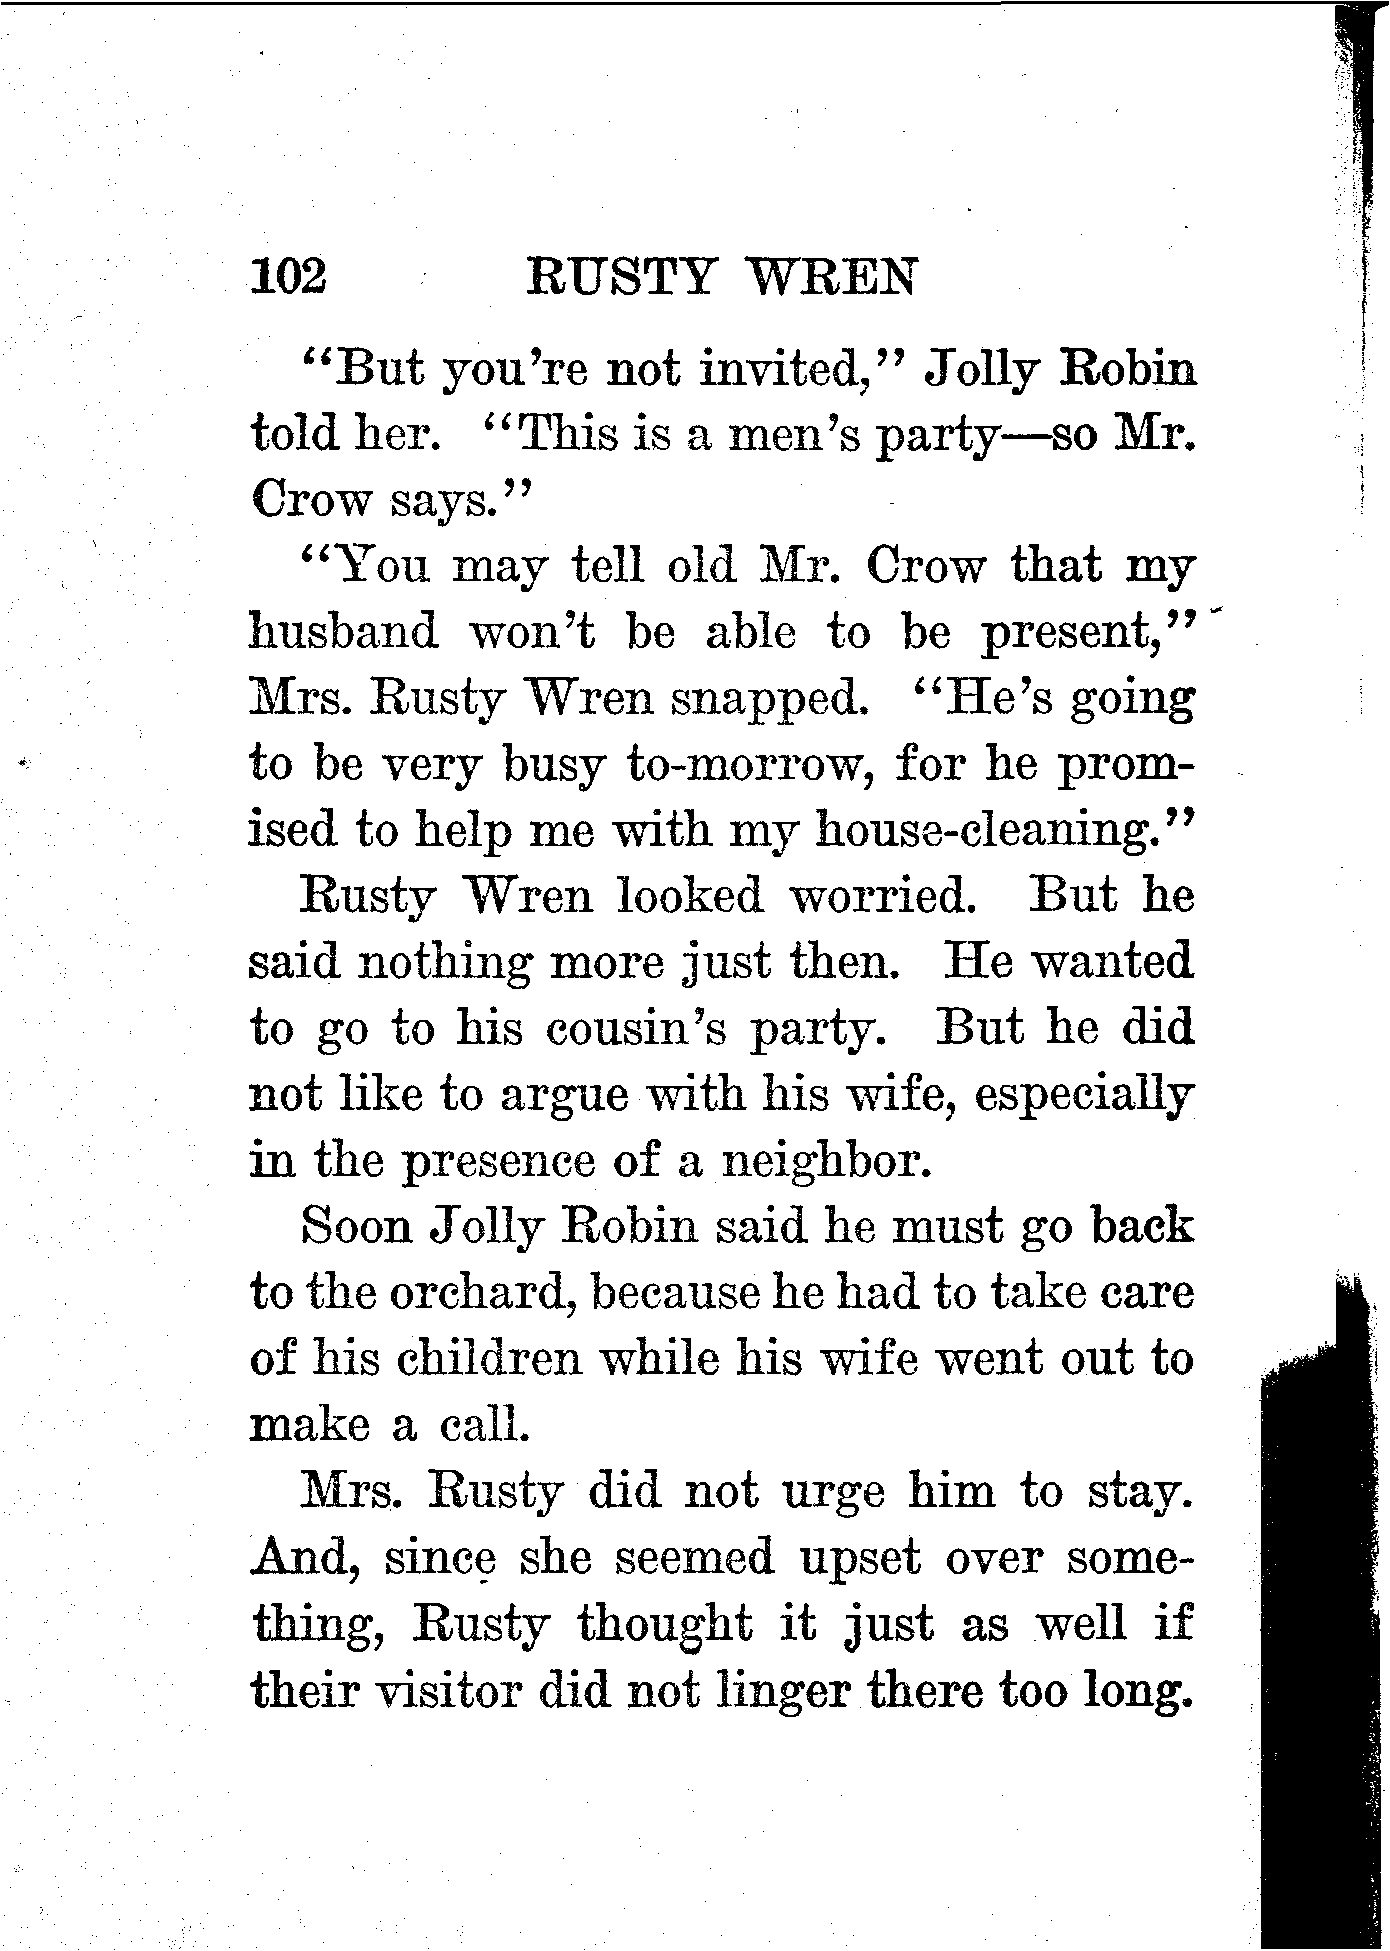 102 RUSTY WREN
"But you're not invited," Jolly Robin
told her. "This is a men's party—so Mr.
Crow says."
"You may tell old Mr. Crow that my
husband won't be able to be present,"
Mrs. Rusty Wren snapped. "He's going
to be very busy to-morrow, for he prom-
ised to help me with my house-cleaning."
Rusty Wren looked worried. But he
said nothing more just then. He wanted
to go to his cousin's party. But he did
not like to argue with his wife, especially
in the presence of a neighbor.
Soon Jolly Robin said he must go back
to the orchard, because he had to take care
of his children while his wife went out to
make a call.
Mrs. Rusty did not urge him to stay.
And, since she seemed upset over some-
thing, Rusty thought it just as well if
their visitor did not linger there too long.